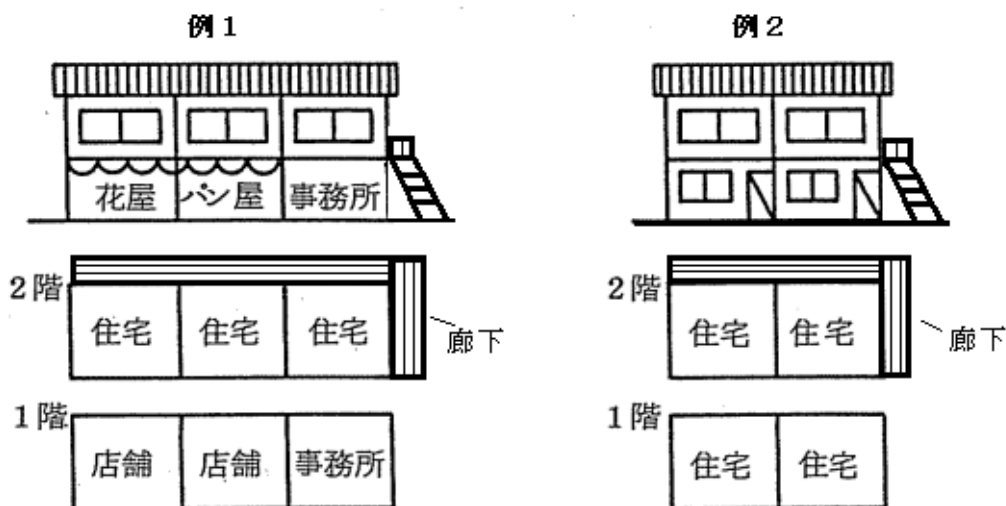 例1
花屋 パン屋 事務所
2階
住宅 住宅 住宅
廊下
1階
店舗 店舗 事務所
例2
2階
住宅 住宅
廊下
1階
住宅 住宅